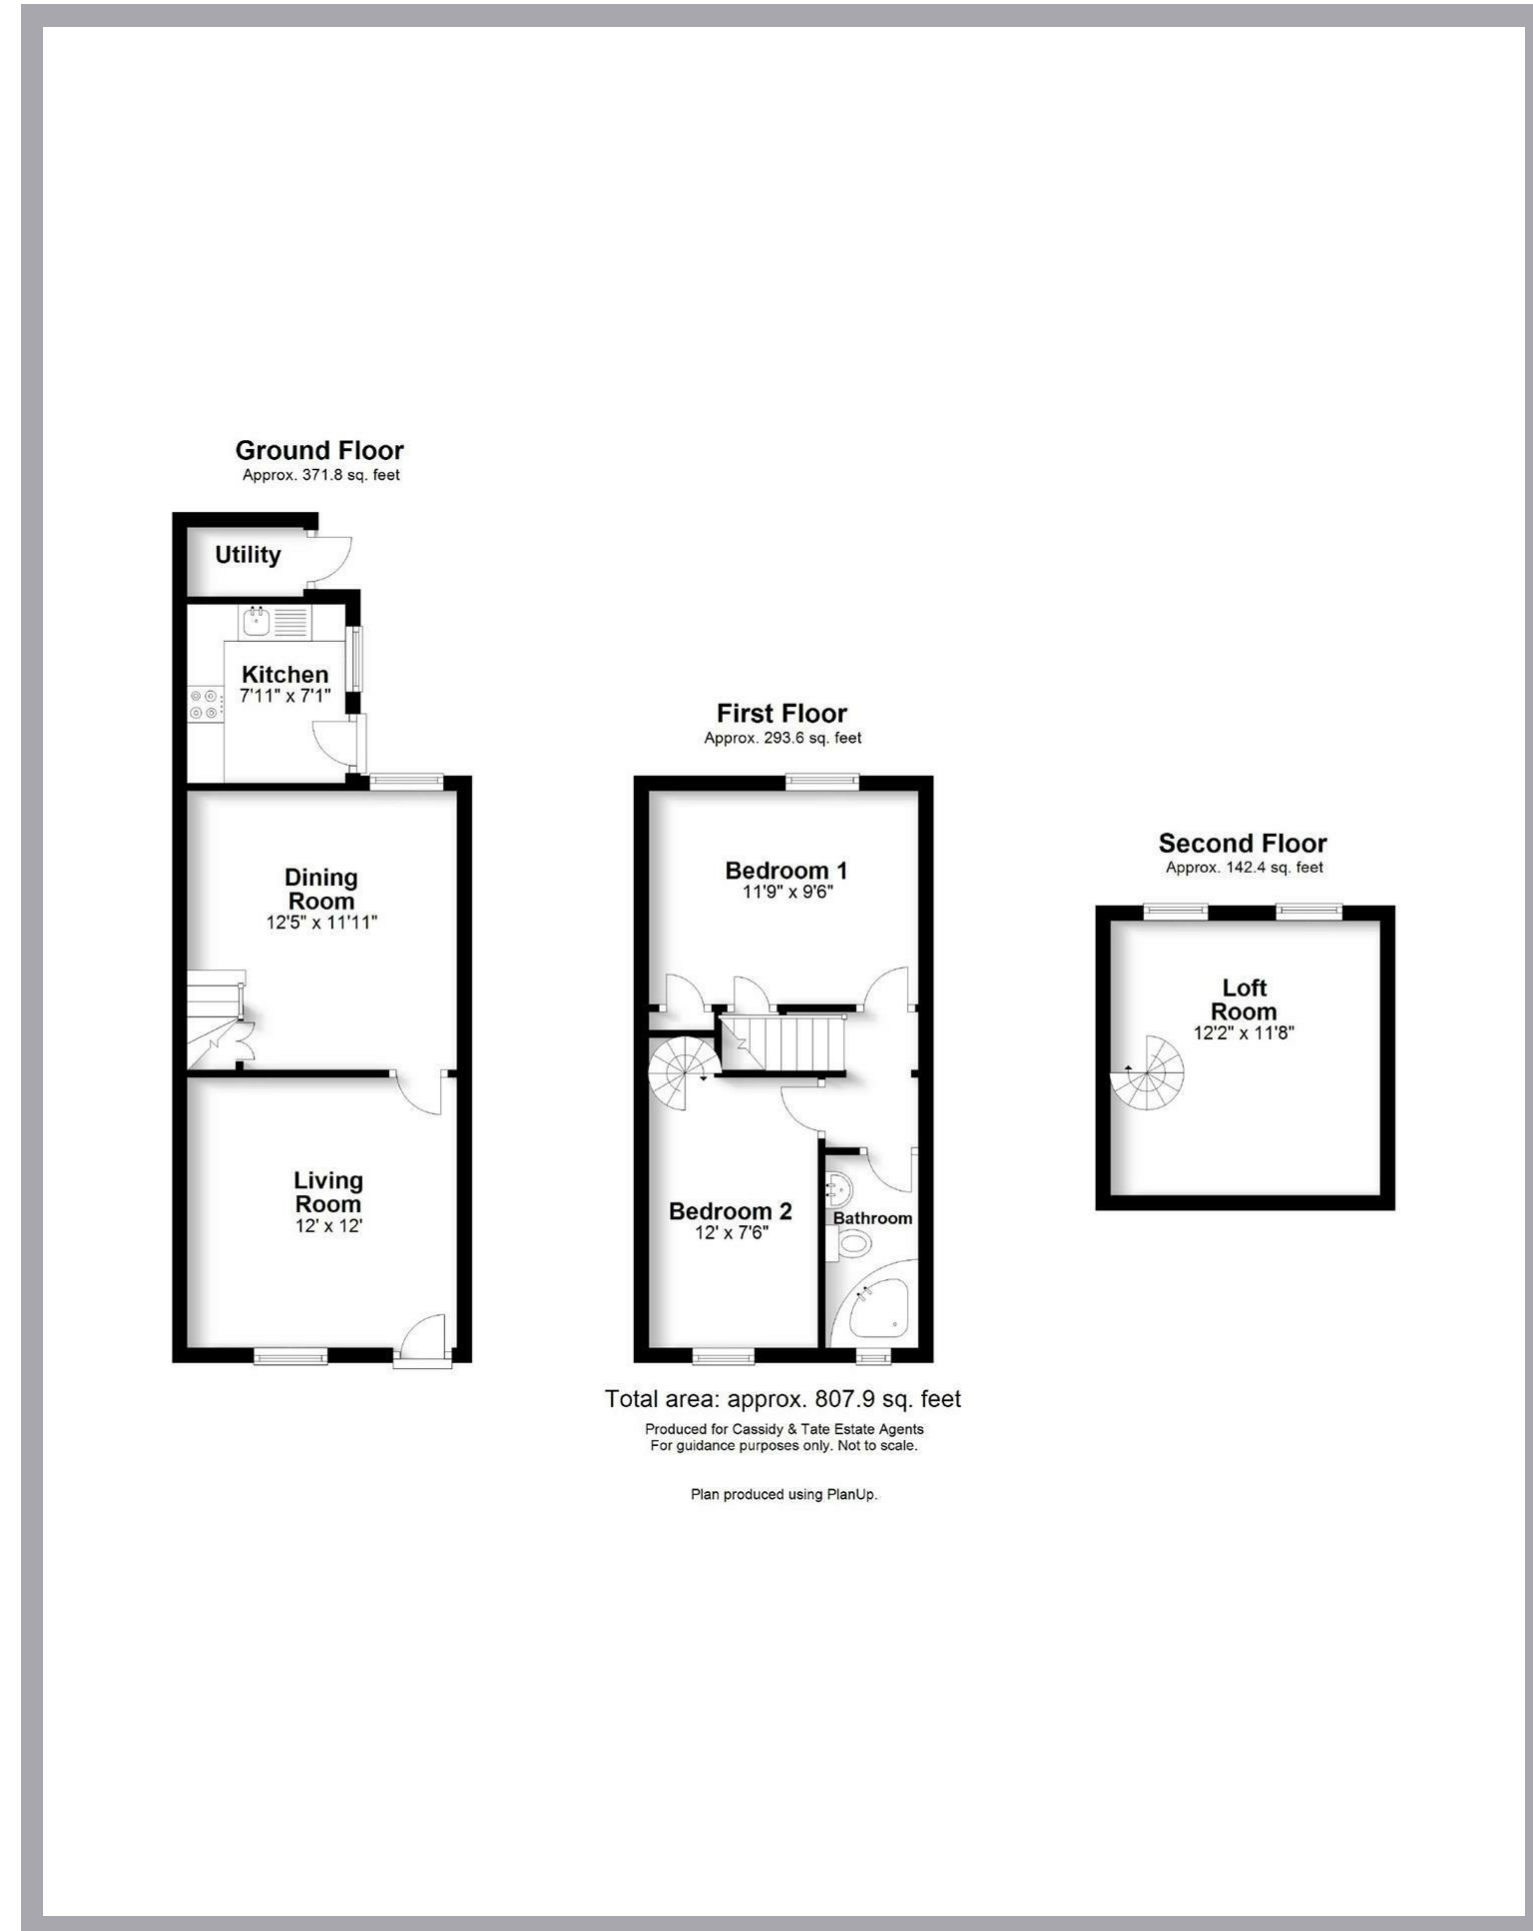 Ground Floor
Approx. 371.8 sq. feet
Utility
Kitchen
7'11" x 7'1"
Dining
Room
12'5" x 11'11"
Living
Room
12' x 12'
First Floor
Approx. 293.6 sq. feet
Bedroom 1
11'9" x 9'6"
Bedroom 2
12' x 7'6"
Bathroom
Second Floor
Approx. 142.4 sq. feet
Loft
Room
12'2" x 11'8"
Total area: approx. 807.9 sq. feet
Produced for Cassidy & Tate Estate Agents
For guidance purposes only. Not to scale.
Plan produced using PlanUp.